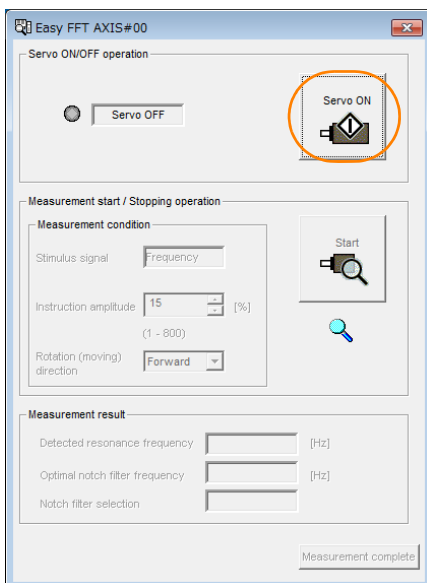 Easy FFT AXIS#00
Servo ON/OFF operation
Servo OFF
Servo ON
Measurement start / Stopping operation
Measurement condition
Stimulus signal Frequency
Start
Instruction amplitude 15 [%]
(1 - 800)
Rotation (moving)
direction
Forward
Measurement result
Detected resonance frequency [Hz]
Optimal notch filter frequency [Hz]
Notch filter selection
Measurement complete